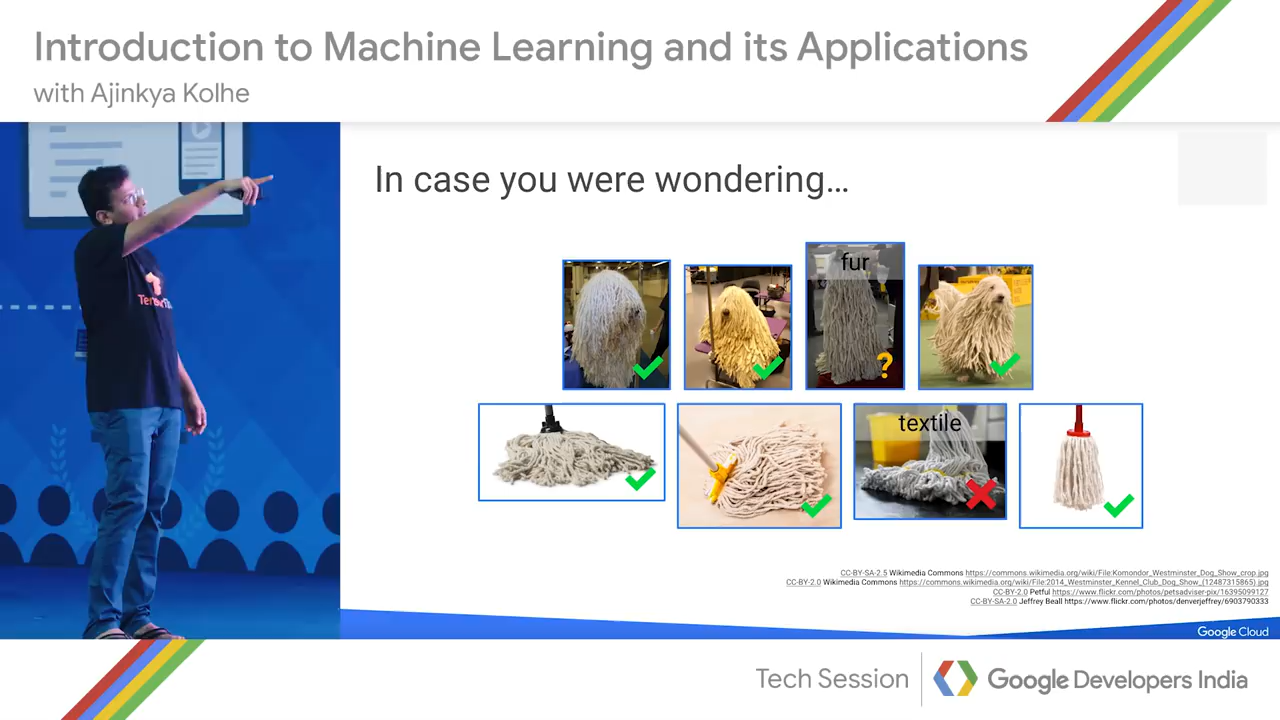 Introduction to Machine Learning and its Applications
with Ajinkya Kolhe
In case you were wondering…
fur
?
textile
CC-BY-SA-2.5 Wikimedia Commons https://commons.wikimedia.org/wiki/File:Komondor_Westminster_Dog_Show_crop.jpg
CC-BY-2.0 Wikimedia Commons https://commons.wikimedia.org/wiki/File:2014_Westminster_Kennel_Club_Dog_Show_(12487315865).jpg
CC-BY-2.0 Petful https://www.flickr.com/photos/petsadviser-pix/16395099127
CC-BY-SA-2.0 Jeffrey Beall https://www.flickr.com/photos/denverjeffrey/6903790333
Google Cloud
Tech Session
Google Developers India